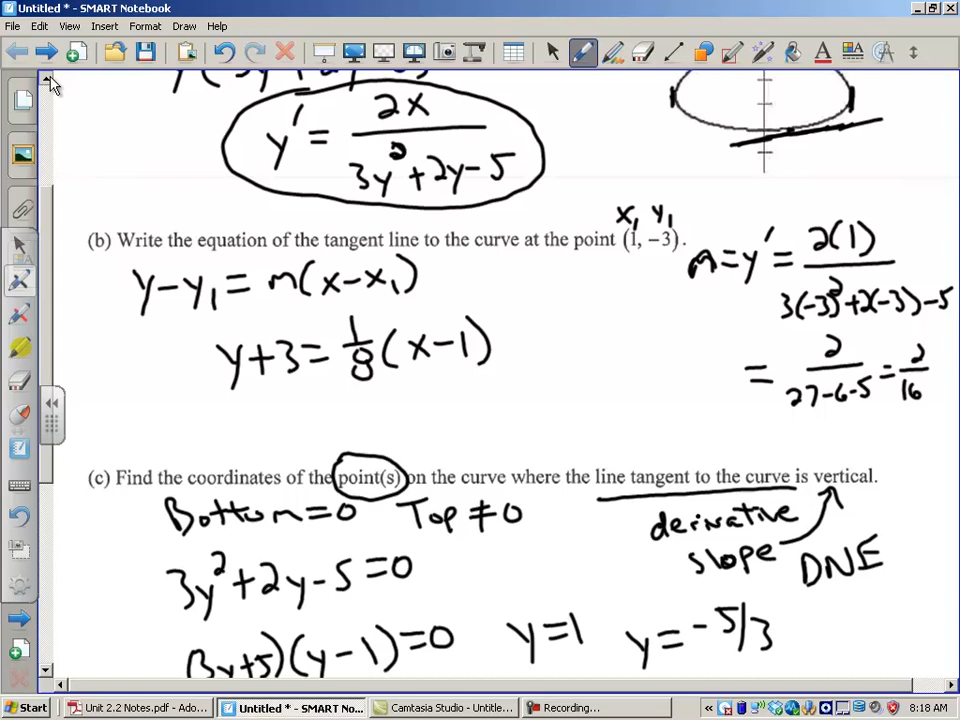 Untitled * - SMART Notebook
File Edit View Insert Format Draw Help
y' = 2x / 3y² + 2y - 5
x₁ y₁
(b) Write the equation of the tangent line to the curve at the point (1, −3).
y - y₁ = m(x - x₁)
m = y' = 2(1) / 3(-3)² + 2(-3) - 5
y + 3 = 1/8 (x - 1)
= 2 / 27-6-5 = 2/16
(c) Find the coordinates of the point(s) on the curve where the line tangent to the curve is vertical.
Bottom = 0 Top ≠ 0
derivative
slope
DNE
3y² + 2y - 5 = 0
(3y+5)(y - 1) = 0 y = 1 y = -5/3
Start Unit 2.2 Notes.pdf - Ado... Untitled * - SMART No... Camtasia Studio - Untitle... Recording... 8:18 AM